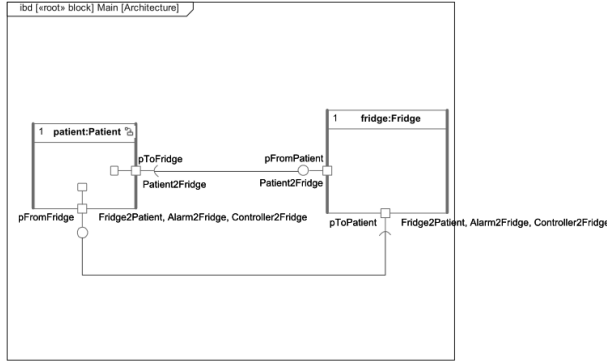 ibd [«root» block] Main [Architecture]
1 patient:Patient
1 fridge:Fridge
pToFridge
pFromPatient
Patient2Fridge
Patient2Fridge
pFromFridge
Fridge2Patient, Alarm2Fridge, Controller2Fridge
pToPatient
Fridge2Patient, Alarm2Fridge, Controller2Fridge